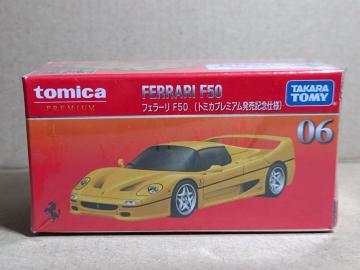 tomica
PREMIUM
FERRARI F50
フェラーリ F50 (トミカプレミアム発売記念仕様)
TAKARA
TOMY
06